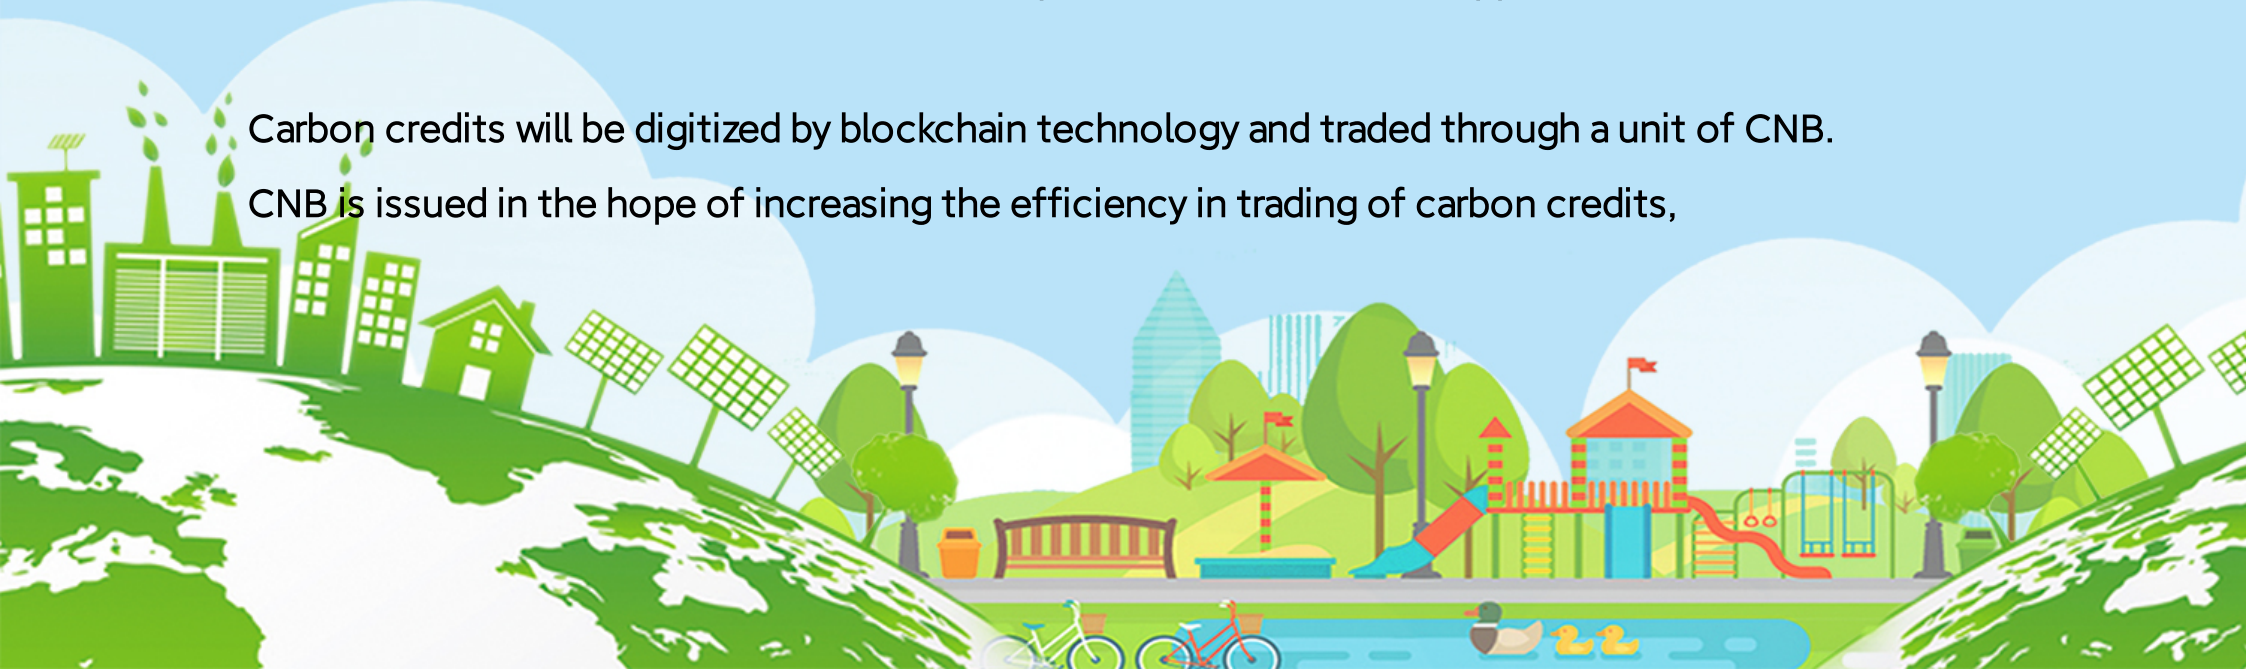 Carbon credits will be digitized by blockchain technology and traded through a unit of CNB.
CNB is issued in the hope of increasing the efficiency in trading of carbon credits,